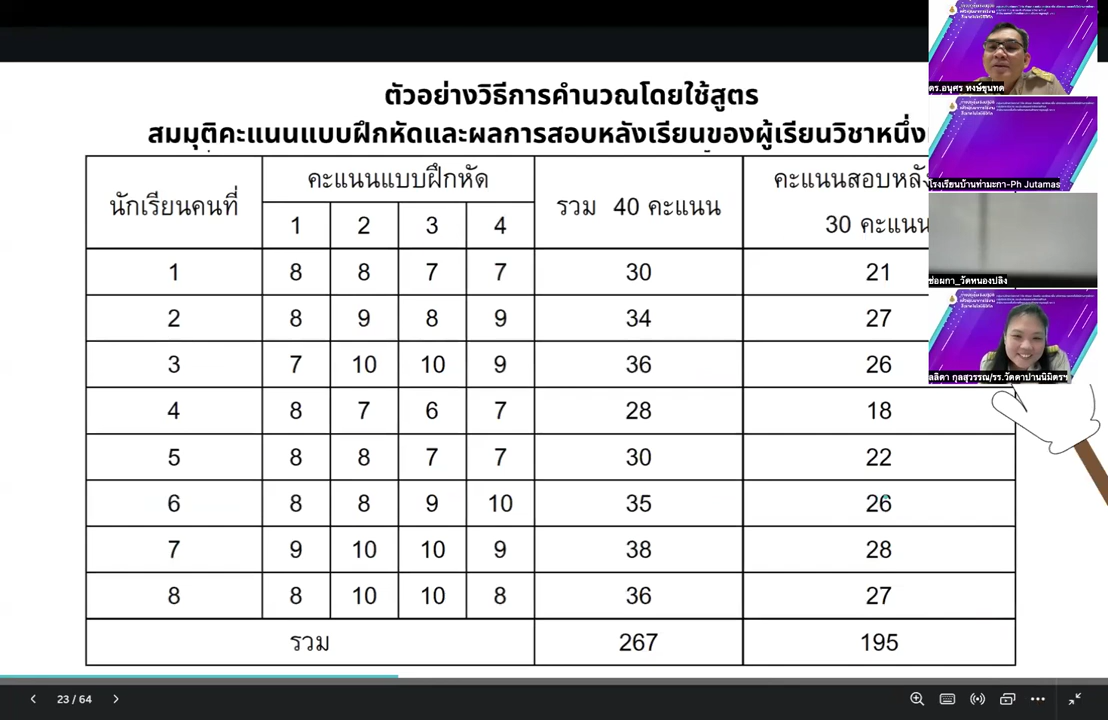 ตัวอย่างวิธีการคำนวณโดยใช้สูตร
สมมุติคะแนนแบบฝึกหัดและผลการสอบหลังเรียนของผู้เรียนวิชาหนึ่ง
นักเรียนคนที่ คะแนนแบบฝึกหัด รวม 40 คะแนน คะแนนสอบหลัง
1 2 3 4 30 คะแนน
1 8 8 7 7 30 21
2 8 9 8 9 34 27
3 7 10 10 9 36 26
4 8 7 6 7 28 18
5 8 8 7 7 30 22
6 8 8 9 10 35 26
7 9 10 10 9 38 28
8 8 10 10 8 36 27
รวม 267 195
23 / 64
ดร.อนุศร หงษ์ขุนทด
โรงเรียนบ้านท่ามะกา-Ph Jutamas
ช่อผกา_วัดหนองปลิง
ลลิดา กุลสุวรรณ/รร.วัดดาปานนิมิตรฯ